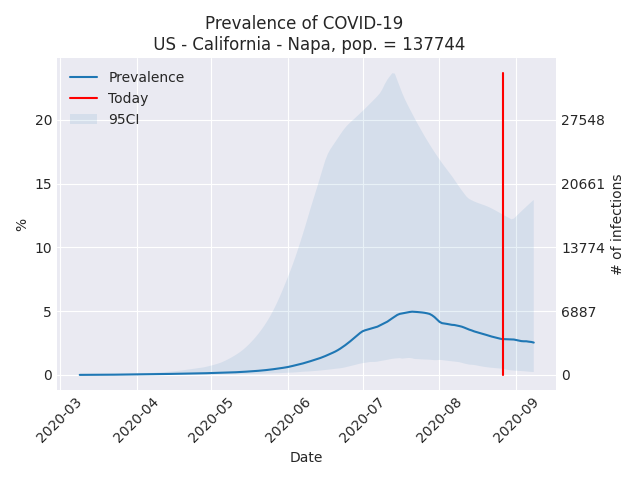 Prevalence of COVID-19
US - California - Napa, pop. = 137744
Prevalence
Today
95CI
%
20
15
10
5
0
27548
20661
13774
6887
0
# of infections
2020-03
2020-04
2020-05
2020-06
2020-07
2020-08
2020-09
Date